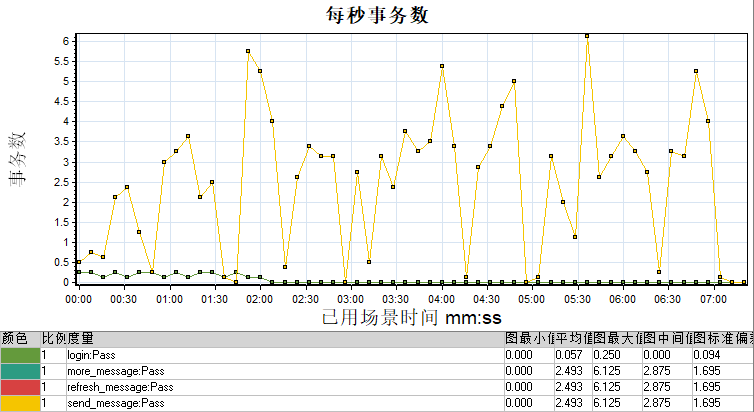 每秒事务数
事务数
6
5.5
5
4.5
4
3.5
3
2.5
2
1.5
1
0.5
0
00:00 00:30 01:00 01:30 02:00 02:30 03:00 03:30 04:00 04:30 05:00 05:30 06:00 06:30 07:00
已用场景时间 mm:ss
颜色 比例 度量 图最小值 平均值 图最大值 图中间值 图标准偏差
1 login:Pass 0.000 0.057 0.250 0.000 0.094
1 more_message:Pass 0.000 2.493 6.125 2.875 1.695
1 refresh_message:Pass 0.000 2.493 6.125 2.875 1.695
1 send_message:Pass 0.000 2.493 6.125 2.875 1.695